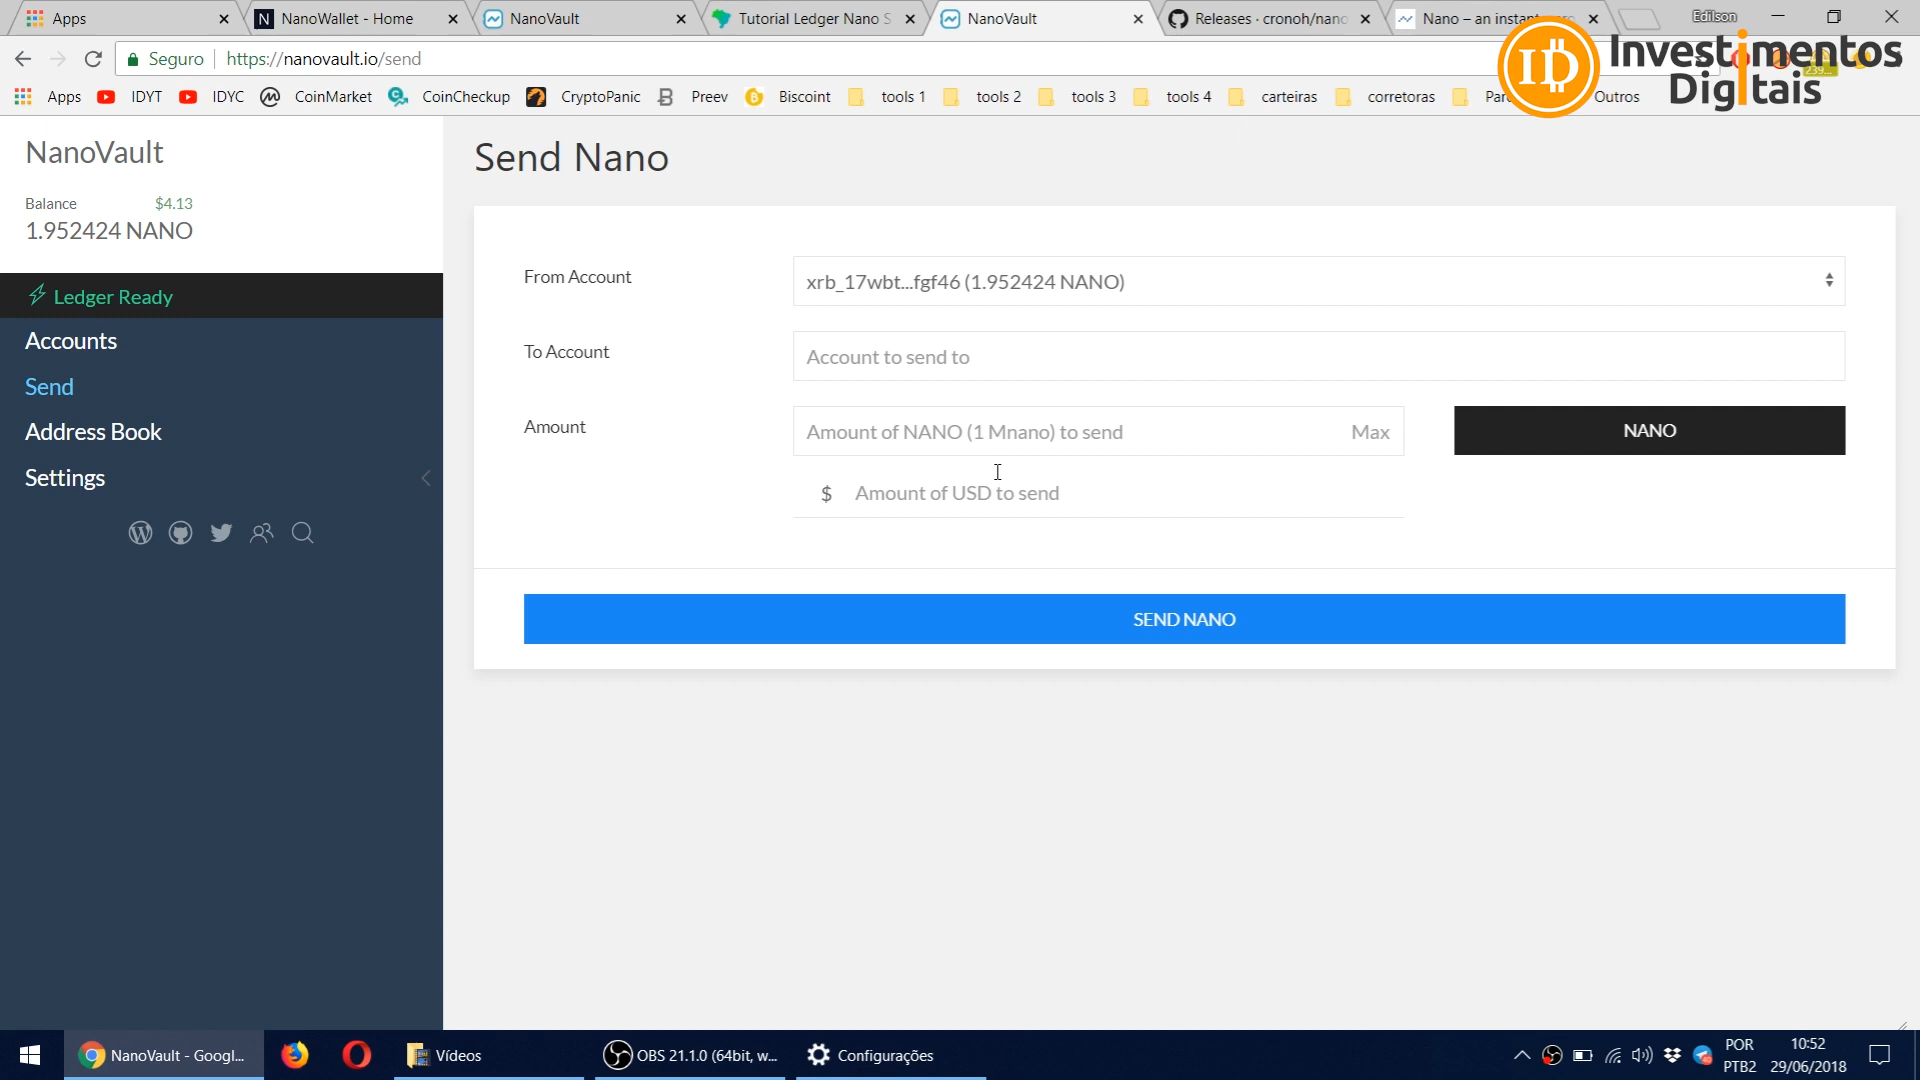 Apps
NanoWallet - Home
NanoVault
Tutorial Ledger Nano S
NanoVault
Releases · cronoh/nano
Nano – an instant
Edilson
Seguro
https://nanovault.io/send
Investimentos
Digitais
ID
Apps
IDYT
IDYC
CoinMarket
CoinCheckup
CryptoPanic
Preev
Biscoint
tools 1
tools 2
tools 3
tools 4
carteiras
corretoras
Outros
NanoVault
Balance
$4.13
1.952424 NANO
Ledger Ready
Accounts
Send
Address Book
Settings
Send Nano
From Account
xrb_17wbt...fgf46 (1.952424 NANO)
To Account
Account to send to
Amount
Amount of NANO (1 Mnano) to send
Max
NANO
$ Amount of USD to send
SEND NANO
NanoVault - Googl...
Vídeos
OBS 21.1.0 (64bit, w...
Configurações
POR
PTB2
10:52
29/06/2018